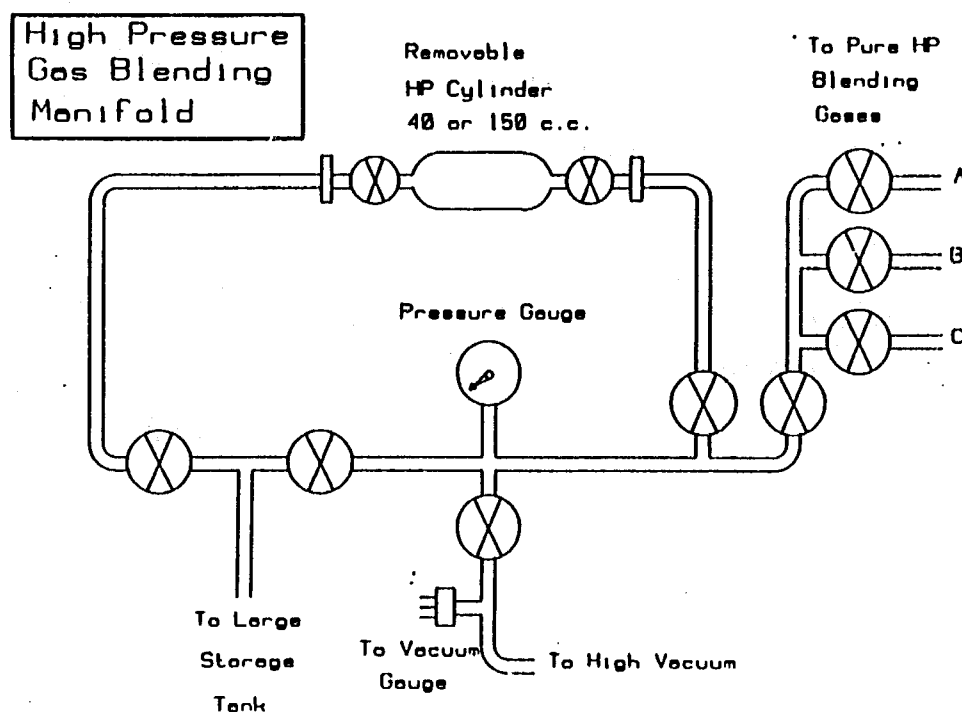 High Pressure
Gas Blending
Manifold
Removable
HP Cylinder
40 or 150 c.c.
To Pure HP
Blending
Gases
A
B
C
Pressure Gauge
To Large
Storage
Tank
To Vacuum
Gauge
To High Vacuum